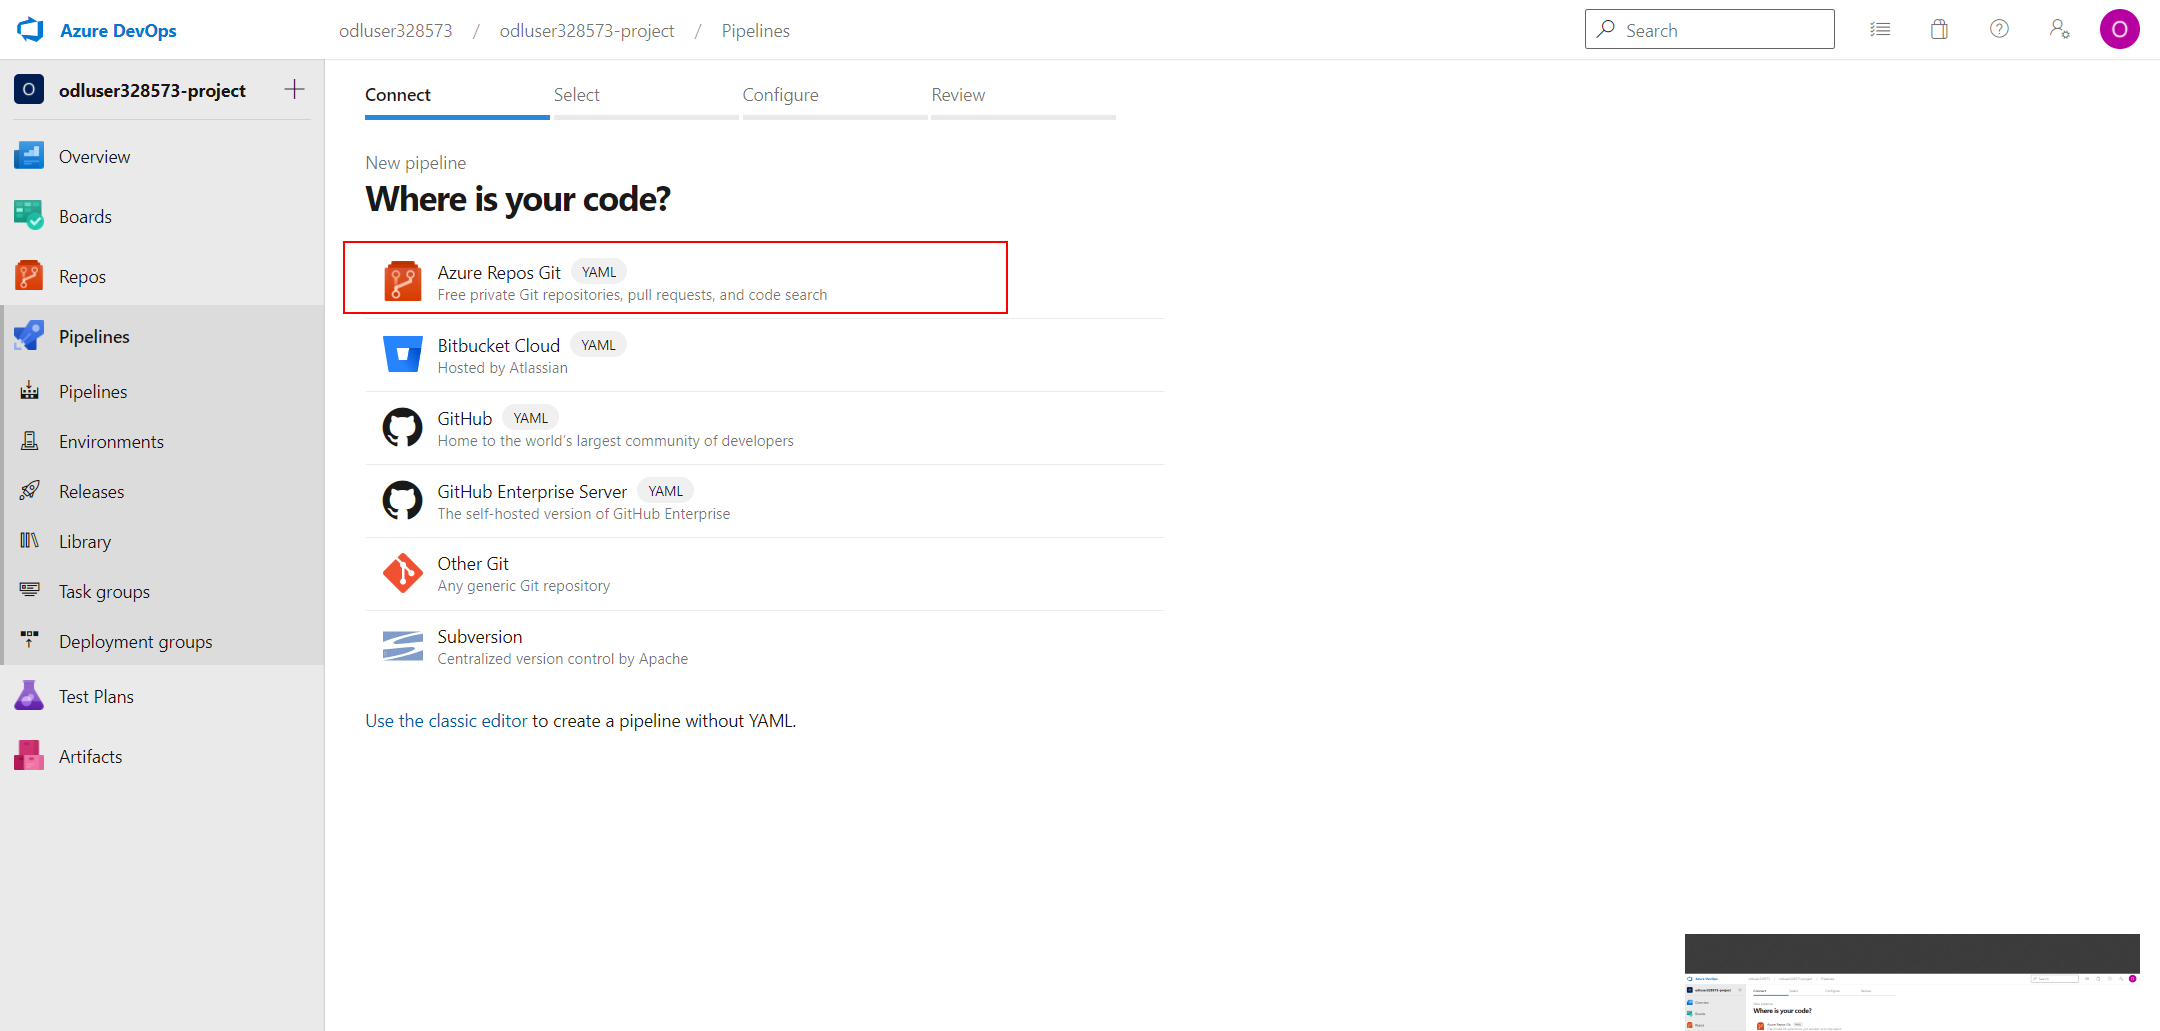 Azure DevOps
odluser328573 / odluser328573-project / Pipelines
Search
O
O
odluser328573-project
Overview
Boards
Repos
Pipelines
Pipelines
Environments
Releases
Library
Task groups
Deployment groups
Test Plans
Artifacts
Connect
Select
Configure
Review
New pipeline
Where is your code?
Azure Repos Git YAML
Free private Git repositories, pull requests, and code search
Bitbucket Cloud YAML
Hosted by Atlassian
GitHub YAML
Home to the world's largest community of developers
GitHub Enterprise Server YAML
The self-hosted version of GitHub Enterprise
Other Git
Any generic Git repository
Subversion
Centralized version control by Apache
Use the classic editor to create a pipeline without YAML.
Where is your code?